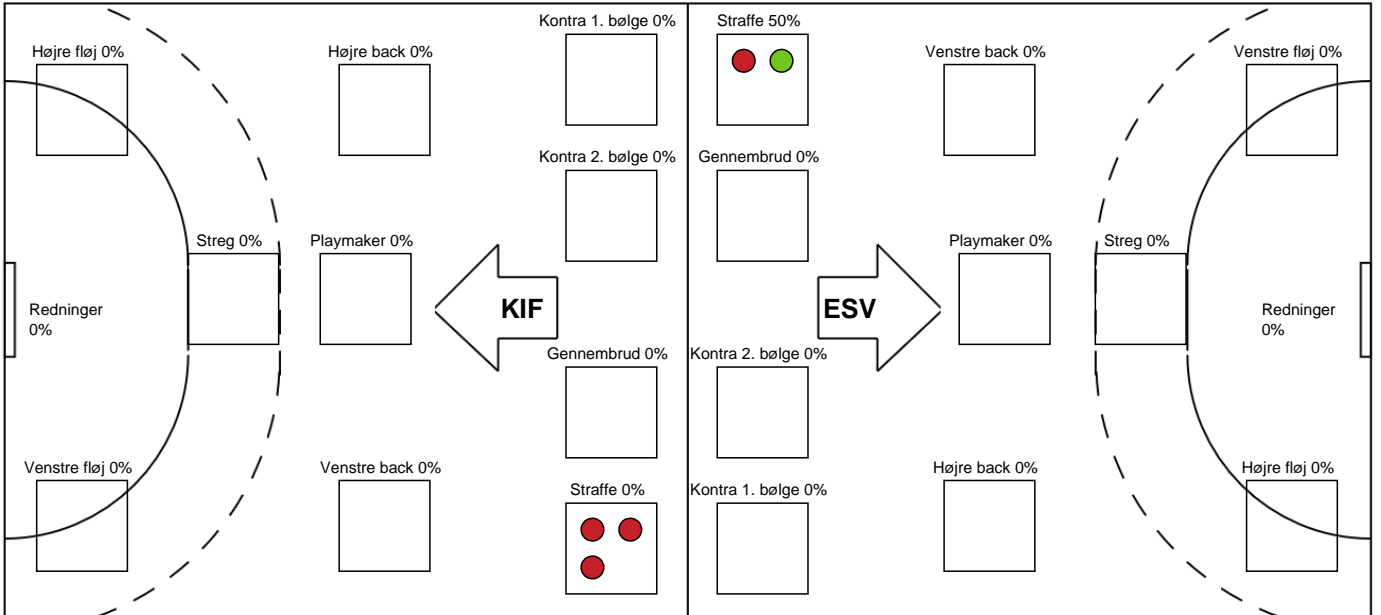 Kontra 1. bølge 0%
Straffe 50%
Højre fløj 0%
Højre back 0%
Venstre back 0%
Venstre fløj 0%
Kontra 2. bølge 0%
Gennembrud 0%
Streg 0%
Playmaker 0%
Playmaker 0%
Streg 0%
Redninger
0%
KIF
ESV
Redninger
0%
Gennembrud 0%
Kontra 2. bølge 0%
Venstre fløj 0%
Venstre back 0%
Højre back 0%
Højre fløj 0%
Straffe 0%
Kontra 1. bølge 0%